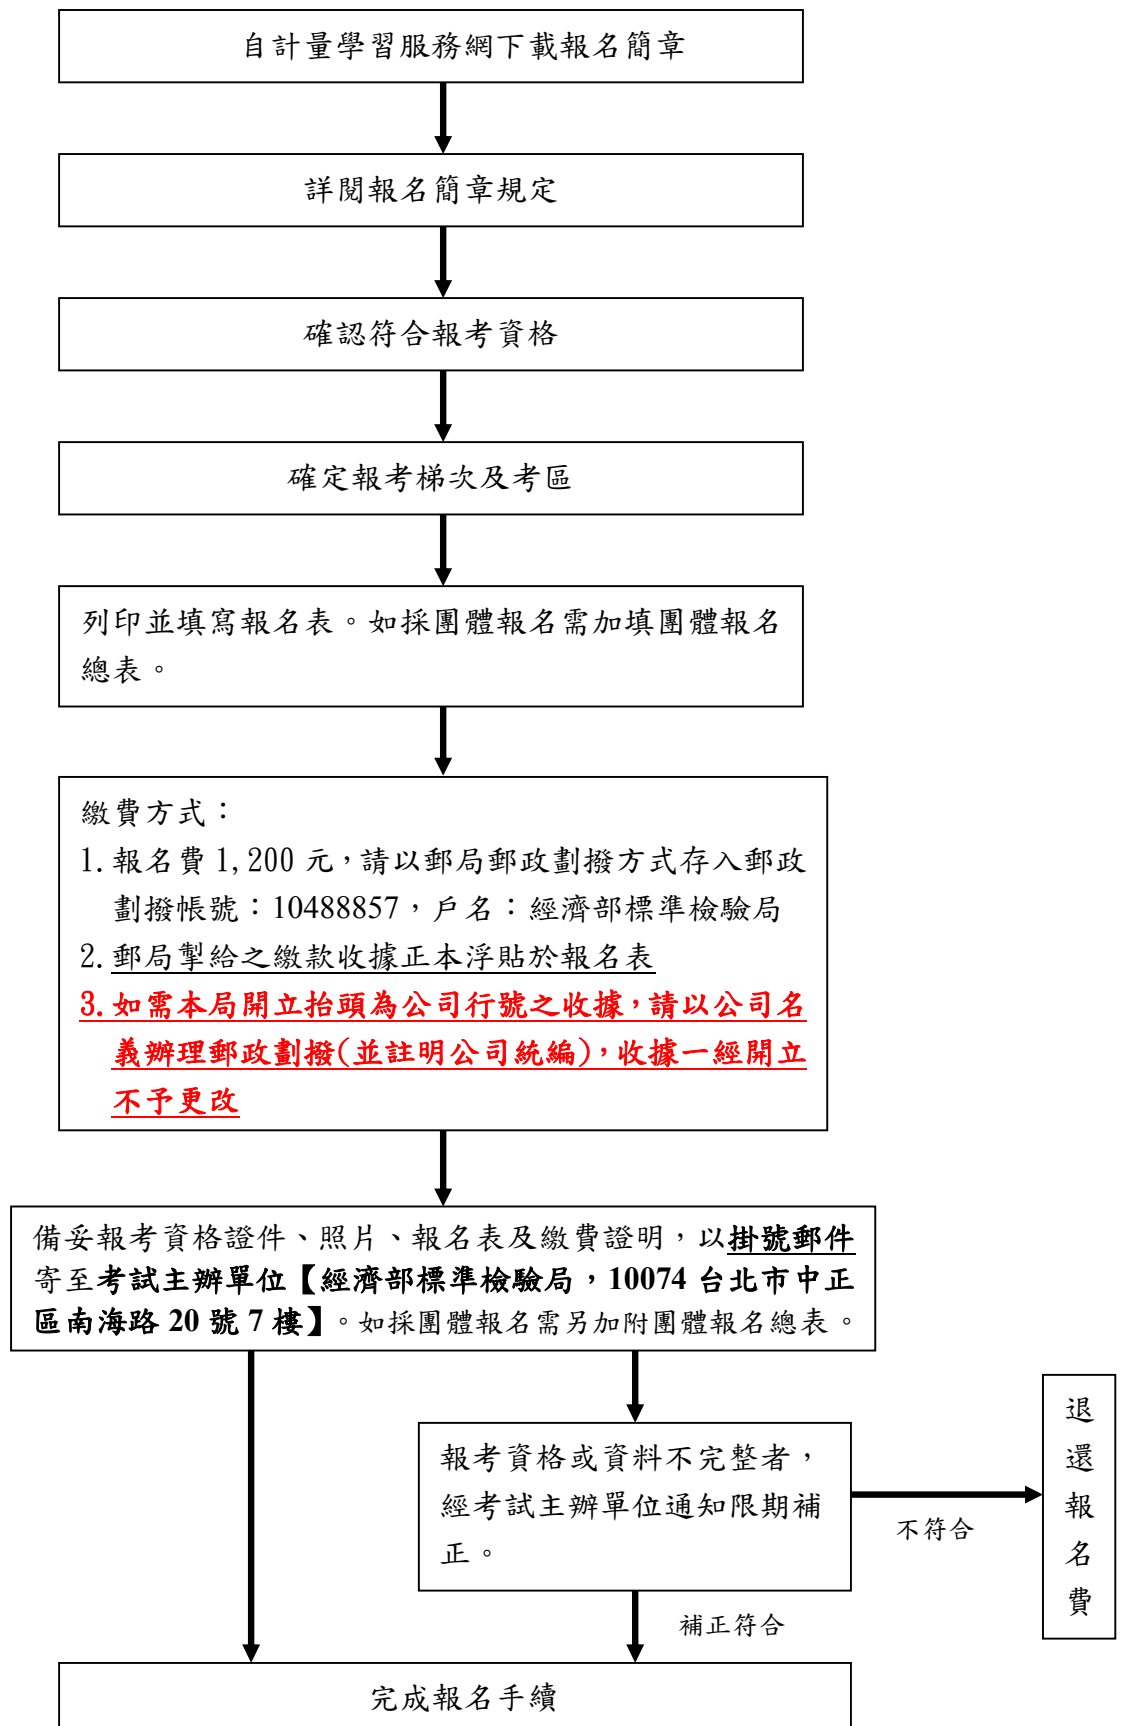 自計量學習服務網下載報名簡章
詳閱報名簡章規定
確認符合報考資格
確定報考梯次及考區
列印並填寫報名表。如採團體報名需加填團體報名
總表。
繳費方式：
1.報名費1,200元，請以郵局郵政劃撥方式存入郵政
劃撥帳號：10488857，戶名：經濟部標準檢驗局
2.郵局掣給之繳款收據正本浮貼於報名表
3.如需本局開立抬頭為公司行號之收據，請以公司名
義辦理郵政劃撥(並註明公司統編)，收據一經開立
不予更改
備妥報考資格證件、照片、報名表及繳費證明，以掛號郵件
寄至考試主辦單位【經濟部標準檢驗局，10074台北市中正
區南海路20號7樓】。如採團體報名需另加附團體報名總表。
報考資格或資料不完整者，
經考試主辦單位通知限期補
正。
不符合
退還報名費
補正符合
完成報名手續